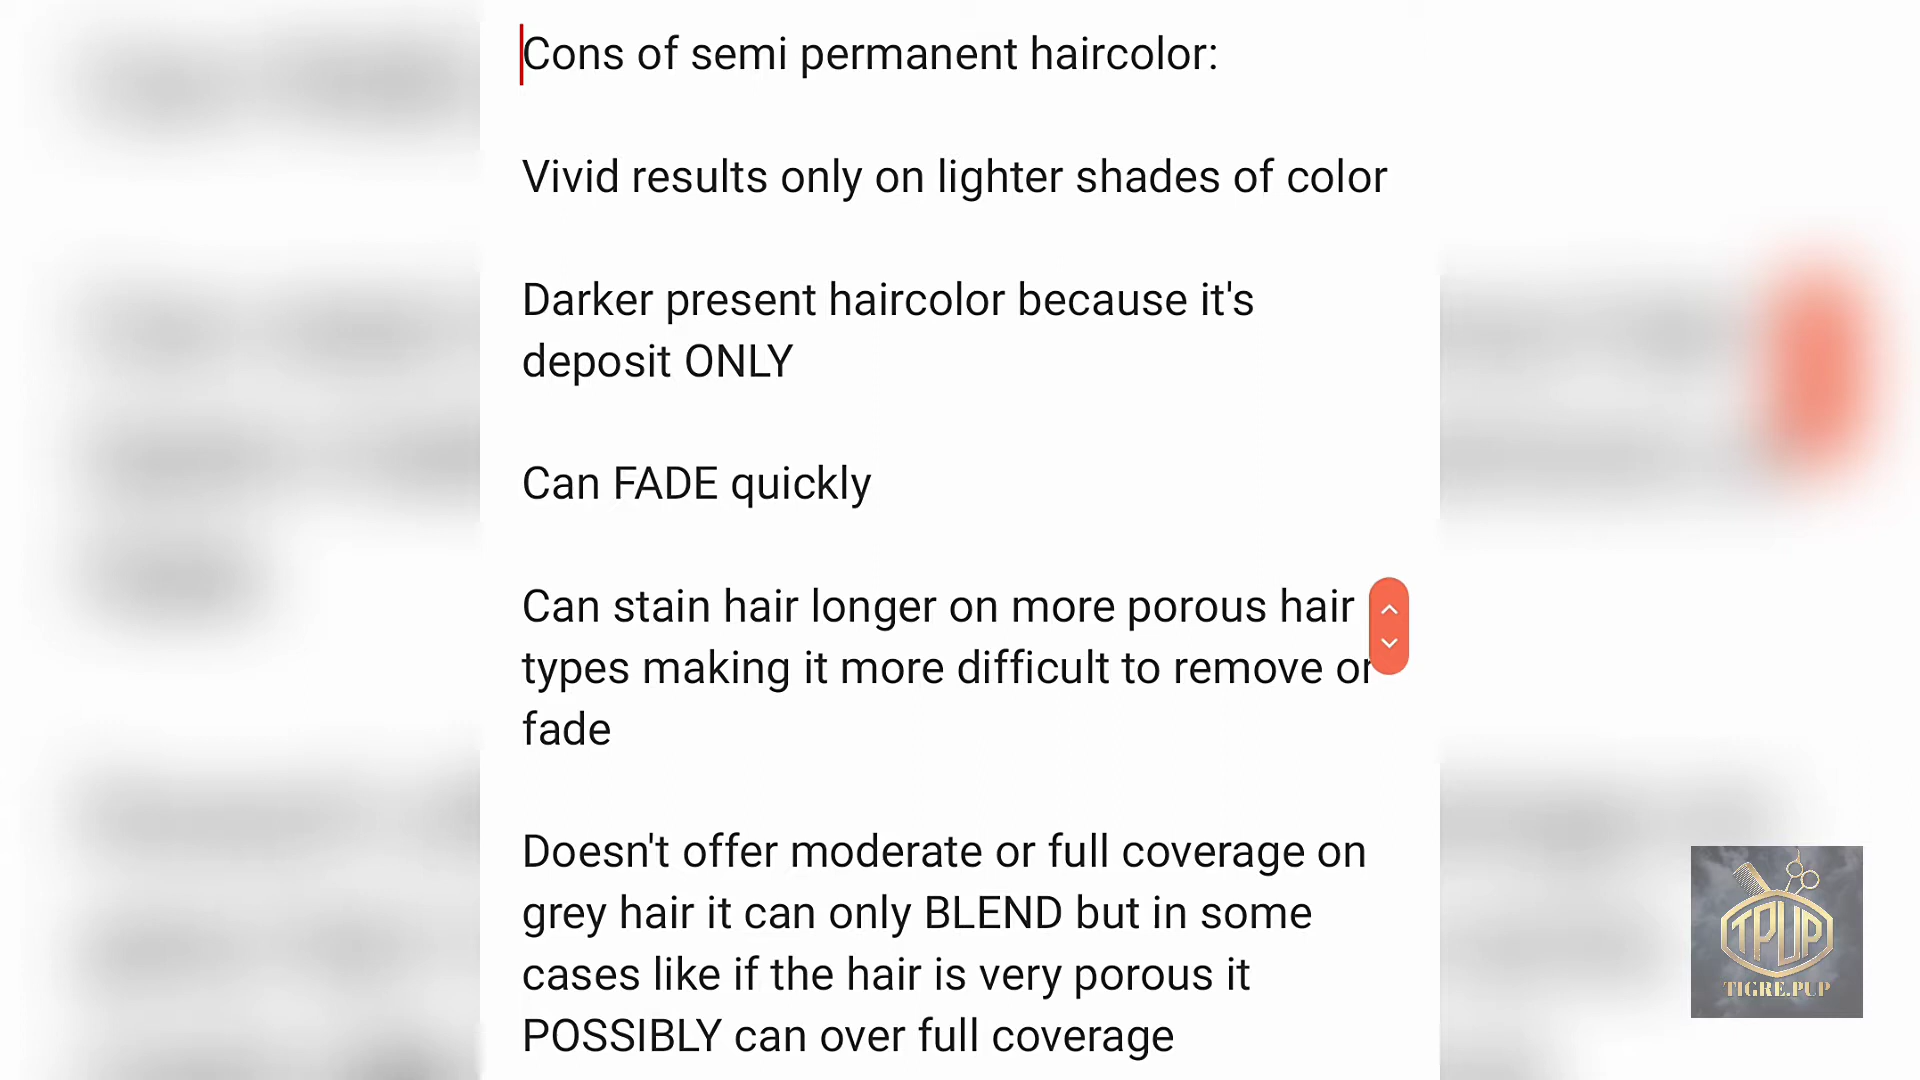 Cons of semi permanent haircolor:
Vivid results only on lighter shades of color
Darker present haircolor because it's
deposit ONLY
Can FADE quickly
Can stain hair longer on more porous hair
types making it more difficult to remove or
fade
Doesn't offer moderate or full coverage on
grey hair it can only BLEND but in some
cases like if the hair is very porous it
POSSIBLY can over full coverage
TPUP
TIGRE.PUP